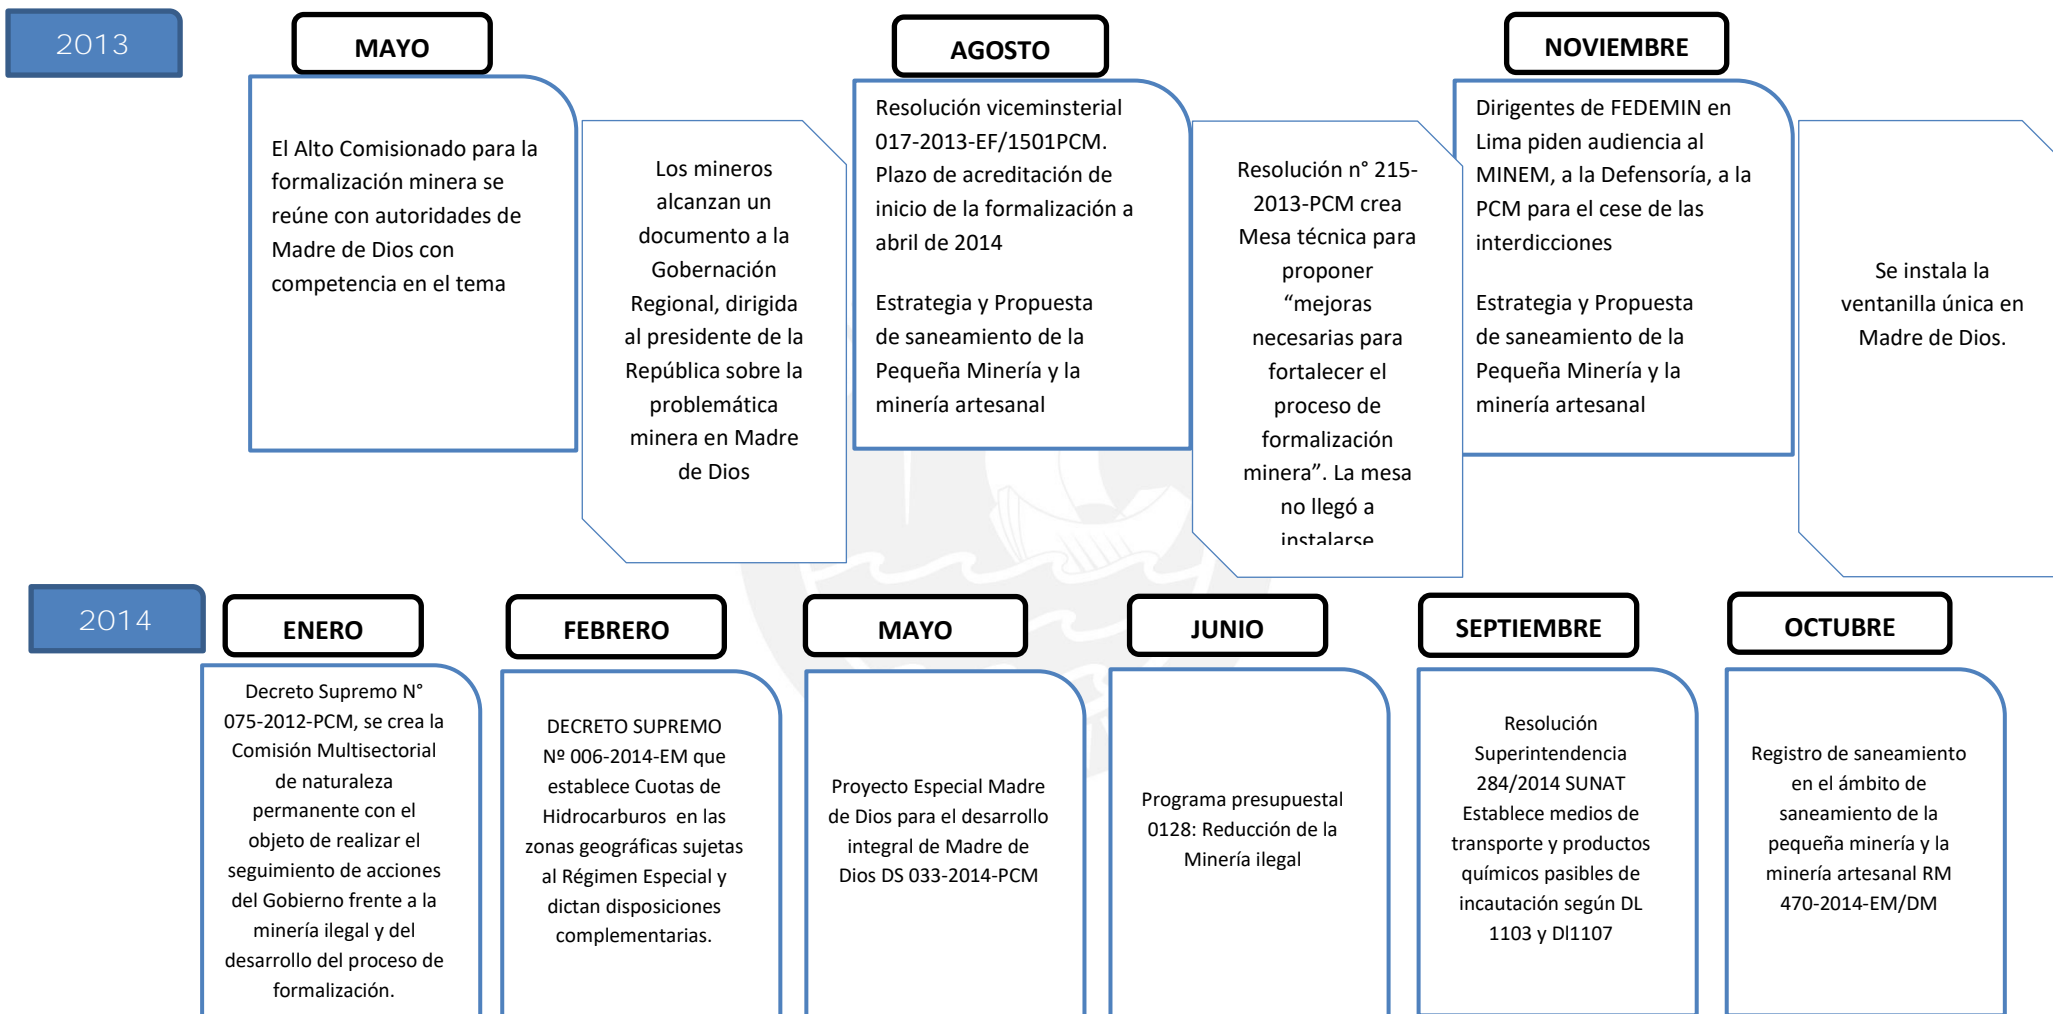 2013
MAYO
El Alto Comisionado para la
formalización minera se
reúne con autoridades de
Madre de Dios con
competencia en el tema
Los mineros
alcanzan un
documento a la
Gobernación
Regional, dirigida
al presidente de la
República sobre la
problemática
minera en Madre
de Dios
AGOSTO
Resolución viceminsterial
017-2013-EF/1501PCM.
Plazo de acreditación de
inicio de la formalización a
abril de 2014
Estrategia y Propuesta
de saneamiento de la
Pequeña Minería y la
minería artesanal
Resolución n° 215-
2013-PCM crea
Mesa técnica para
proponer
“mejoras
necesarias para
fortalecer el
proceso de
formalización
minera”. La mesa
no llegó a
instalarse
NOVIEMBRE
Dirigentes de FEDEMIN en
Lima piden audiencia al
MINEM, a la Defensoría, a la
PCM para el cese de las
interdicciones
Estrategia y Propuesta
de saneamiento de la
Pequeña Minería y la
minería artesanal
Se instala la
ventanilla única en
Madre de Dios.
2014
ENERO
Decreto Supremo N°
075-2012-PCM, se crea la
Comisión Multisectorial
de naturaleza
permanente con el
objeto de realizar el
seguimiento de acciones
del Gobierno frente a la
minería ilegal y del
desarrollo del proceso de
formalización.
FEBRERO
DECRETO SUPREMO
Nº 006-2014-EM que
establece Cuotas de
Hidrocarburos en las
zonas geográficas sujetas
al Régimen Especial y
dictan disposiciones
complementarias.
MAYO
Proyecto Especial Madre
de Dios para el desarrollo
integral de Madre de
Dios DS 033-2014-PCM
JUNIO
Programa presupuestal
0128: Reducción de la
Minería ilegal
SEPTIEMBRE
Resolución
Superintendencia
284/2014 SUNAT
Establece medios de
transporte y productos
químicos pasibles de
incautación según DL
1103 y Dl1107
OCTUBRE
Registro de saneamiento
en el ámbito de
saneamiento de la
pequeña minería y la
minería artesanal RM
470-2014-EM/DM